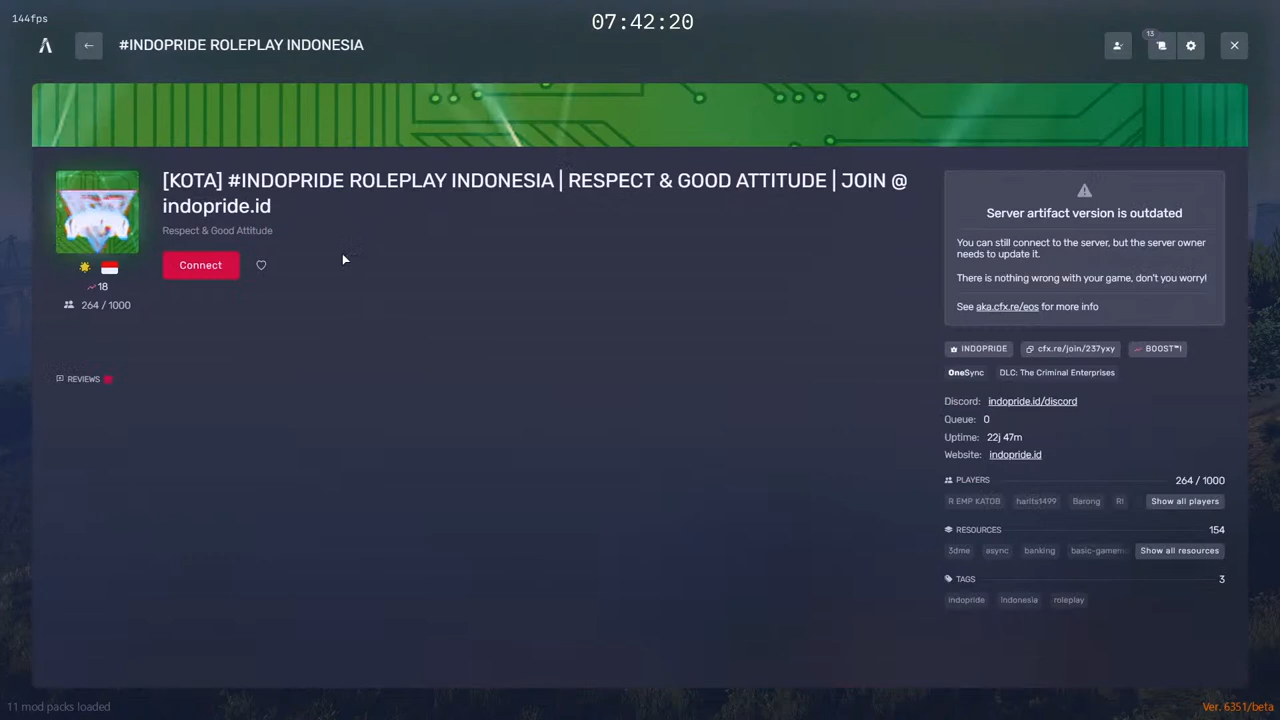 144fps
07:42:20
#INDOPRIDE ROLEPLAY INDONESIA
13
[KOTA] #INDOPRIDE ROLEPLAY INDONESIA | RESPECT & GOOD ATTITUDE | JOIN @
indopride.id
Respect & Good Attitude
Connect
18
264 / 1000
REVIEWS
Server artifact version is outdated
You can still connect to the server, but the server owner
needs to update it.
There is nothing wrong with your game, don't you worry!
See aka.cfx.re/eos for more info
INDOPRIDE
cfx.re/join/237yxy
BOOST™!
OneSync
DLC: The Criminal Enterprises
Discord: indopride.id/discord
Queue: 0
Uptime: 22j 47m
Website: indopride.id
PLAYERS 264 / 1000
R EMP KATOB harits1499 Barong RI Show all players
RESOURCES 154
3dme async banking basic-gamem Show all resources
TAGS 3
indopride Indonesia roleplay
11 mod packs loaded
Ver. 6351/beta